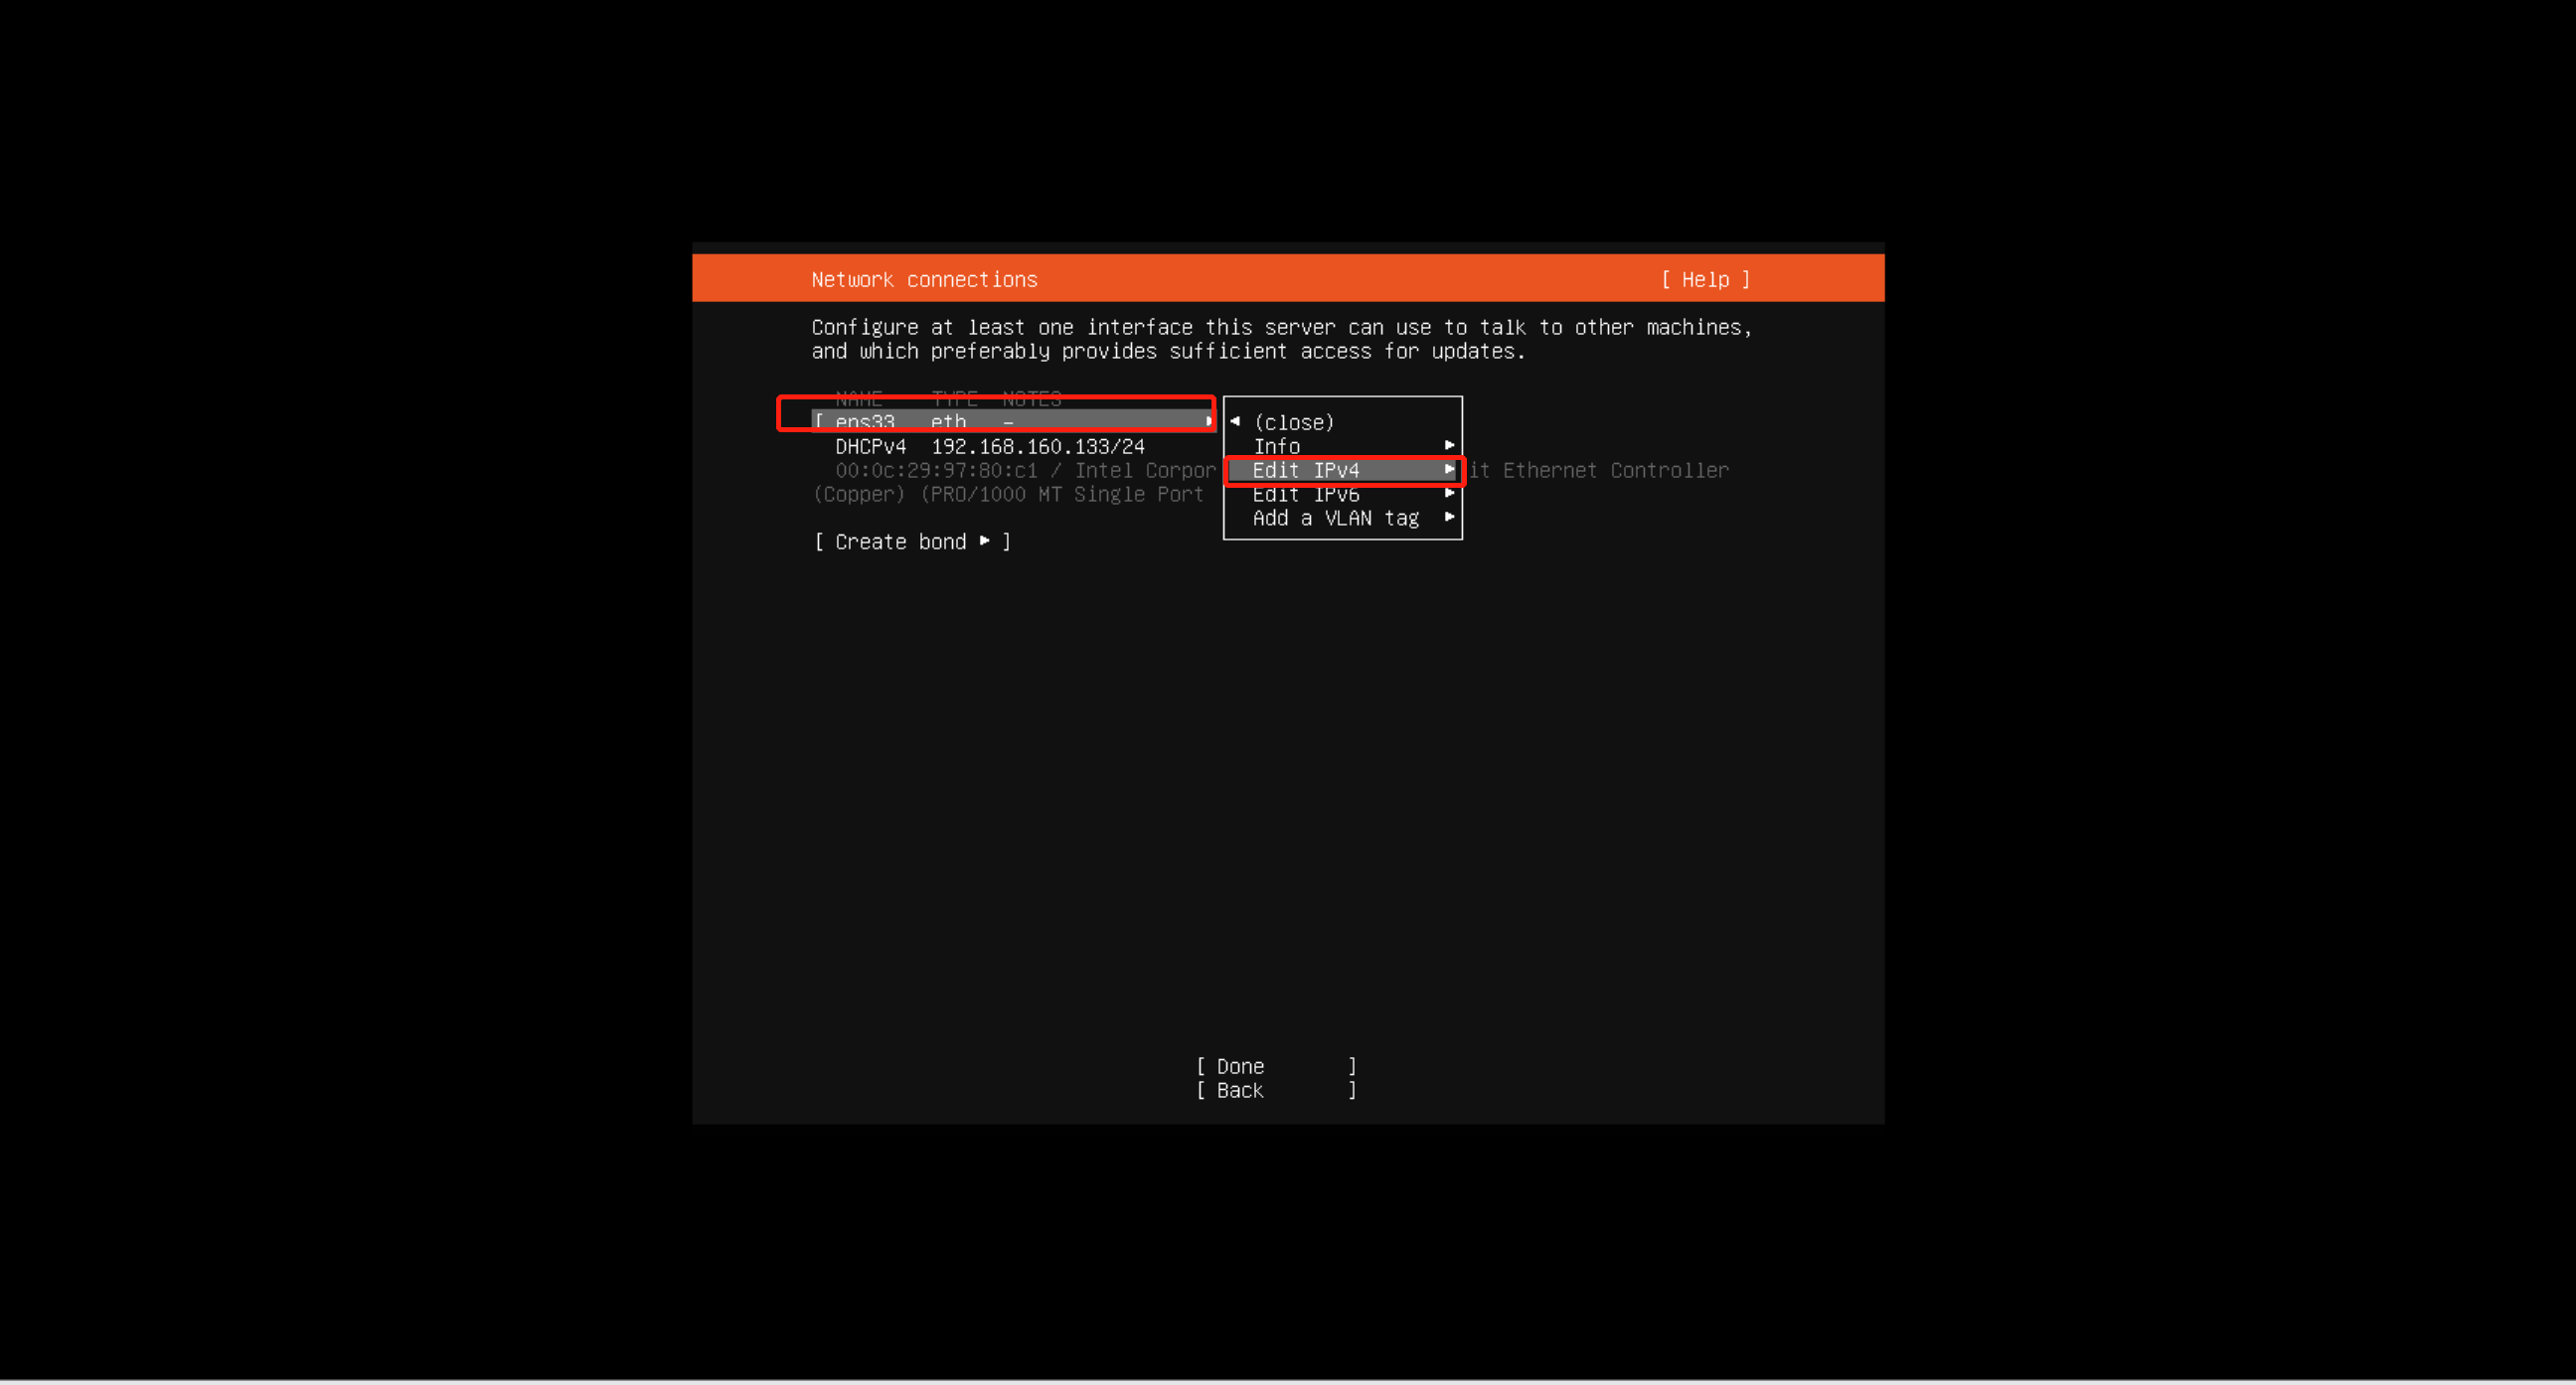 Network connections [ Help ]
Configure at least one interface this server can use to talk to other machines,
and which preferably provides sufficient access for updates.
NAME TYPE NOTES
[ ens33 eth - ▸
◂ (close)
DHCPv4 192.168.160.133/24
Info ▸
00:0c:29:97:80:c1 / Intel Corpor
Edit IPv4 ▸
it Ethernet Controller
(Copper) (PRO/1000 MT Single Port
Edit IPv6 ▸
Add a VLAN tag ▸
[ Create bond ▸ ]
[ Done ]
[ Back ]